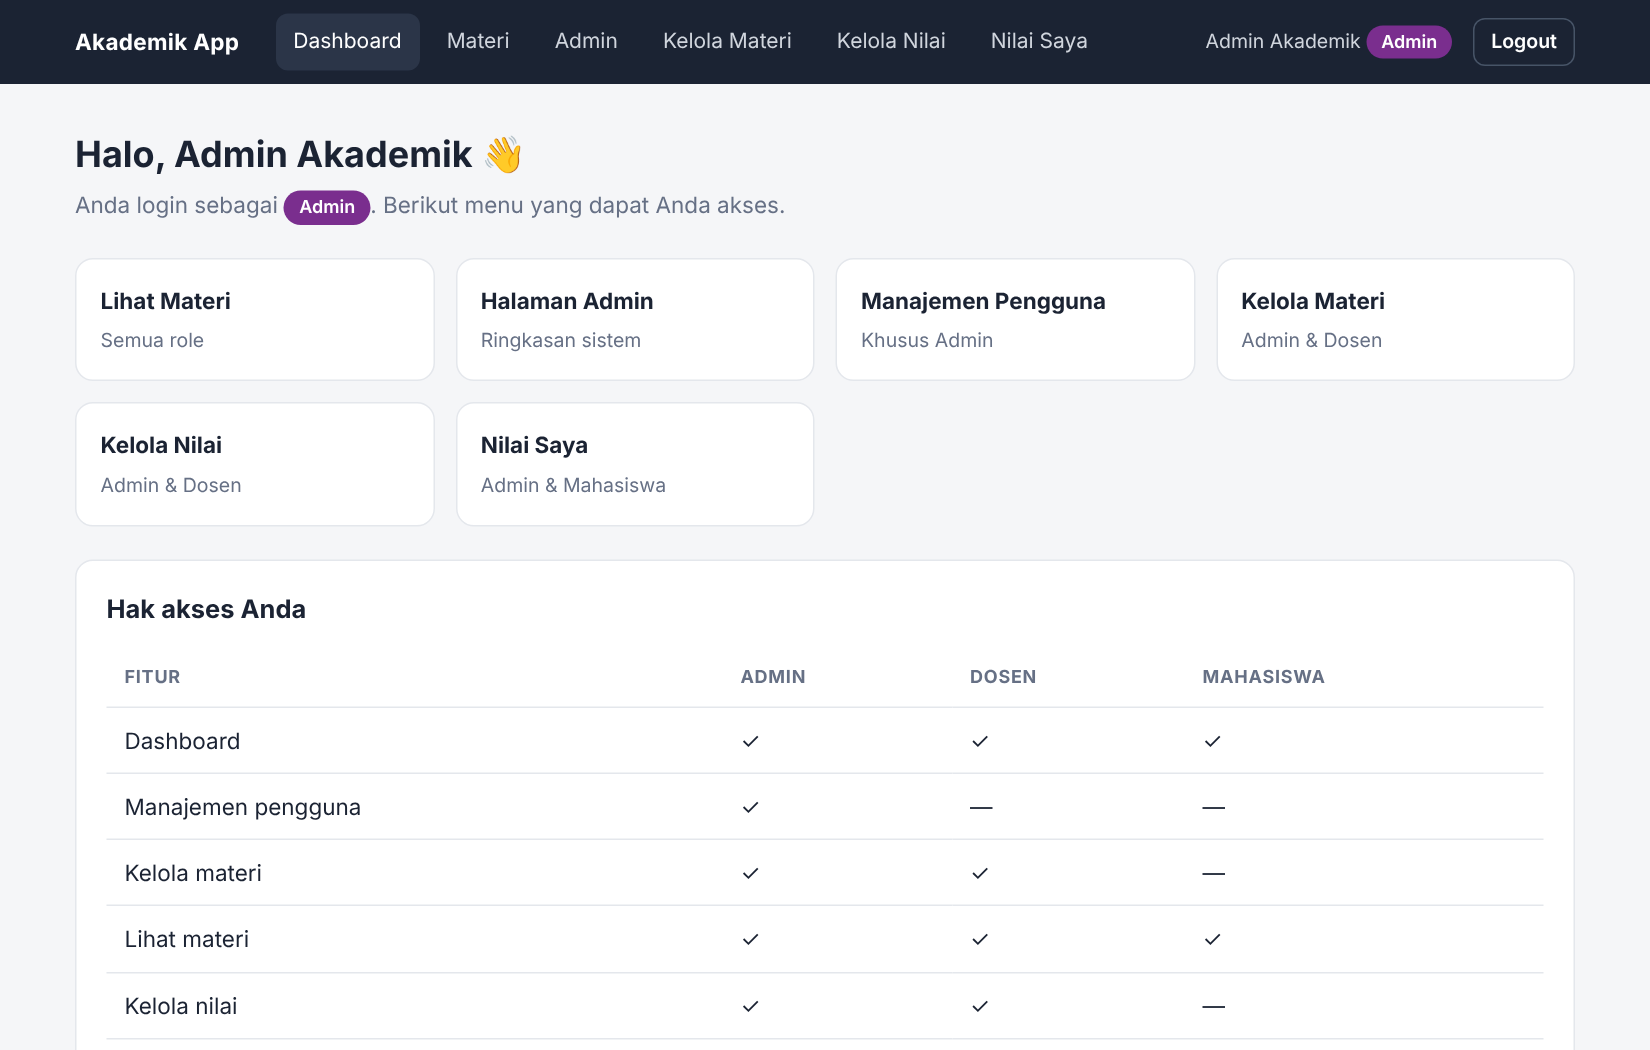 Akademik App Dashboard Materi Admin Kelola Materi Kelola Nilai Nilai Saya Admin Akademik Admin Logout
Halo, Admin Akademik 👋
Anda login sebagai Admin. Berikut menu yang dapat Anda akses.
Lihat Materi
Semua role
Halaman Admin
Ringkasan sistem
Manajemen Pengguna
Khusus Admin
Kelola Materi
Admin & Dosen
Kelola Nilai
Admin & Dosen
Nilai Saya
Admin & Mahasiswa
Hak akses Anda
FITUR ADMIN DOSEN MAHASISWA
Dashboard ✓ ✓ ✓
Manajemen pengguna ✓ — —
Kelola materi ✓ ✓ —
Lihat materi ✓ ✓ ✓
Kelola nilai ✓ ✓ —